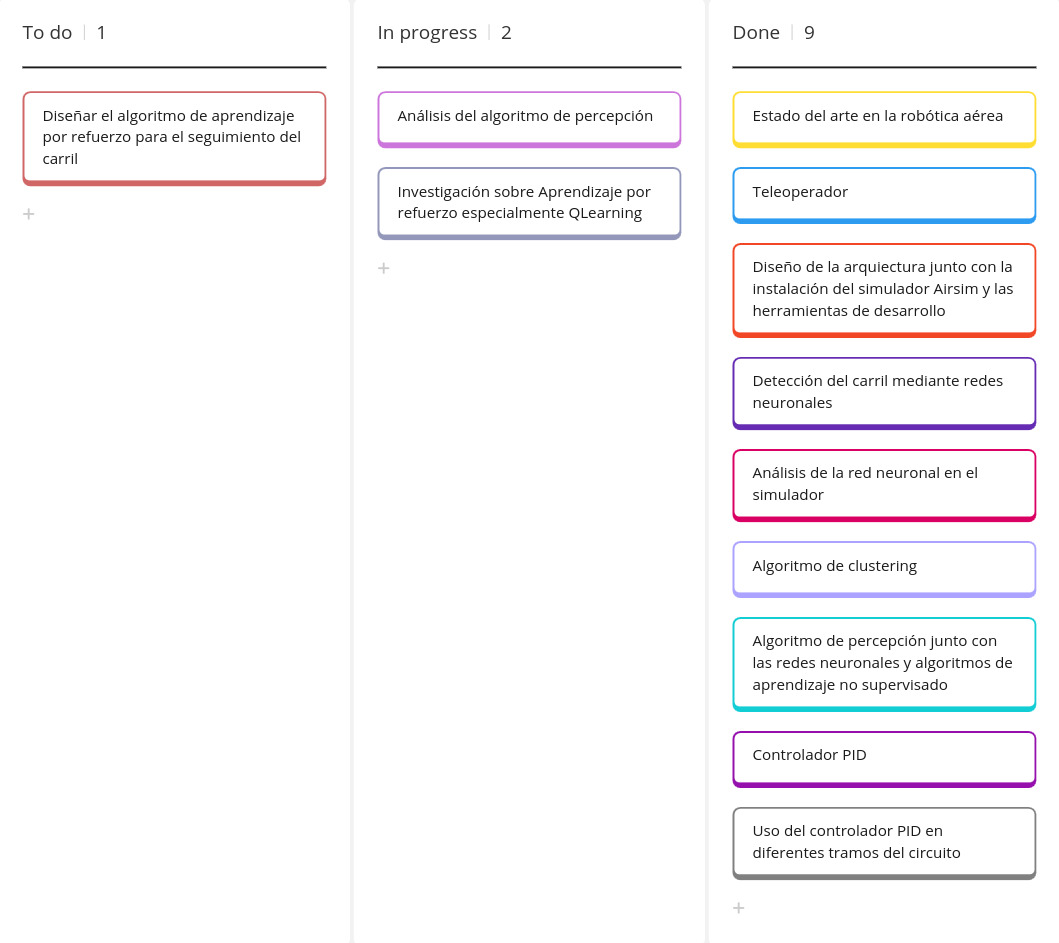 To do | 1
Diseñar el algoritmo de aprendizaje
por refuerzo para el seguimiento del
carril
+
In progress | 2
Análisis del algoritmo de percepción
Investigación sobre Aprendizaje por
refuerzo especialmente QLearning
+
Done | 9
Estado del arte en la robótica aérea
Teleoperador
Diseño de la arquiectura junto con la
instalación del simulador Airsim y las
herramientas de desarrollo
Detección del carril mediante redes
neuronales
Análisis de la red neuronal en el
simulador
Algoritmo de clustering
Algoritmo de percepción junto con
las redes neuronales y algoritmos de
aprendizaje no supervisado
Controlador PID
Uso del controlador PID en
diferentes tramos del circuito
+